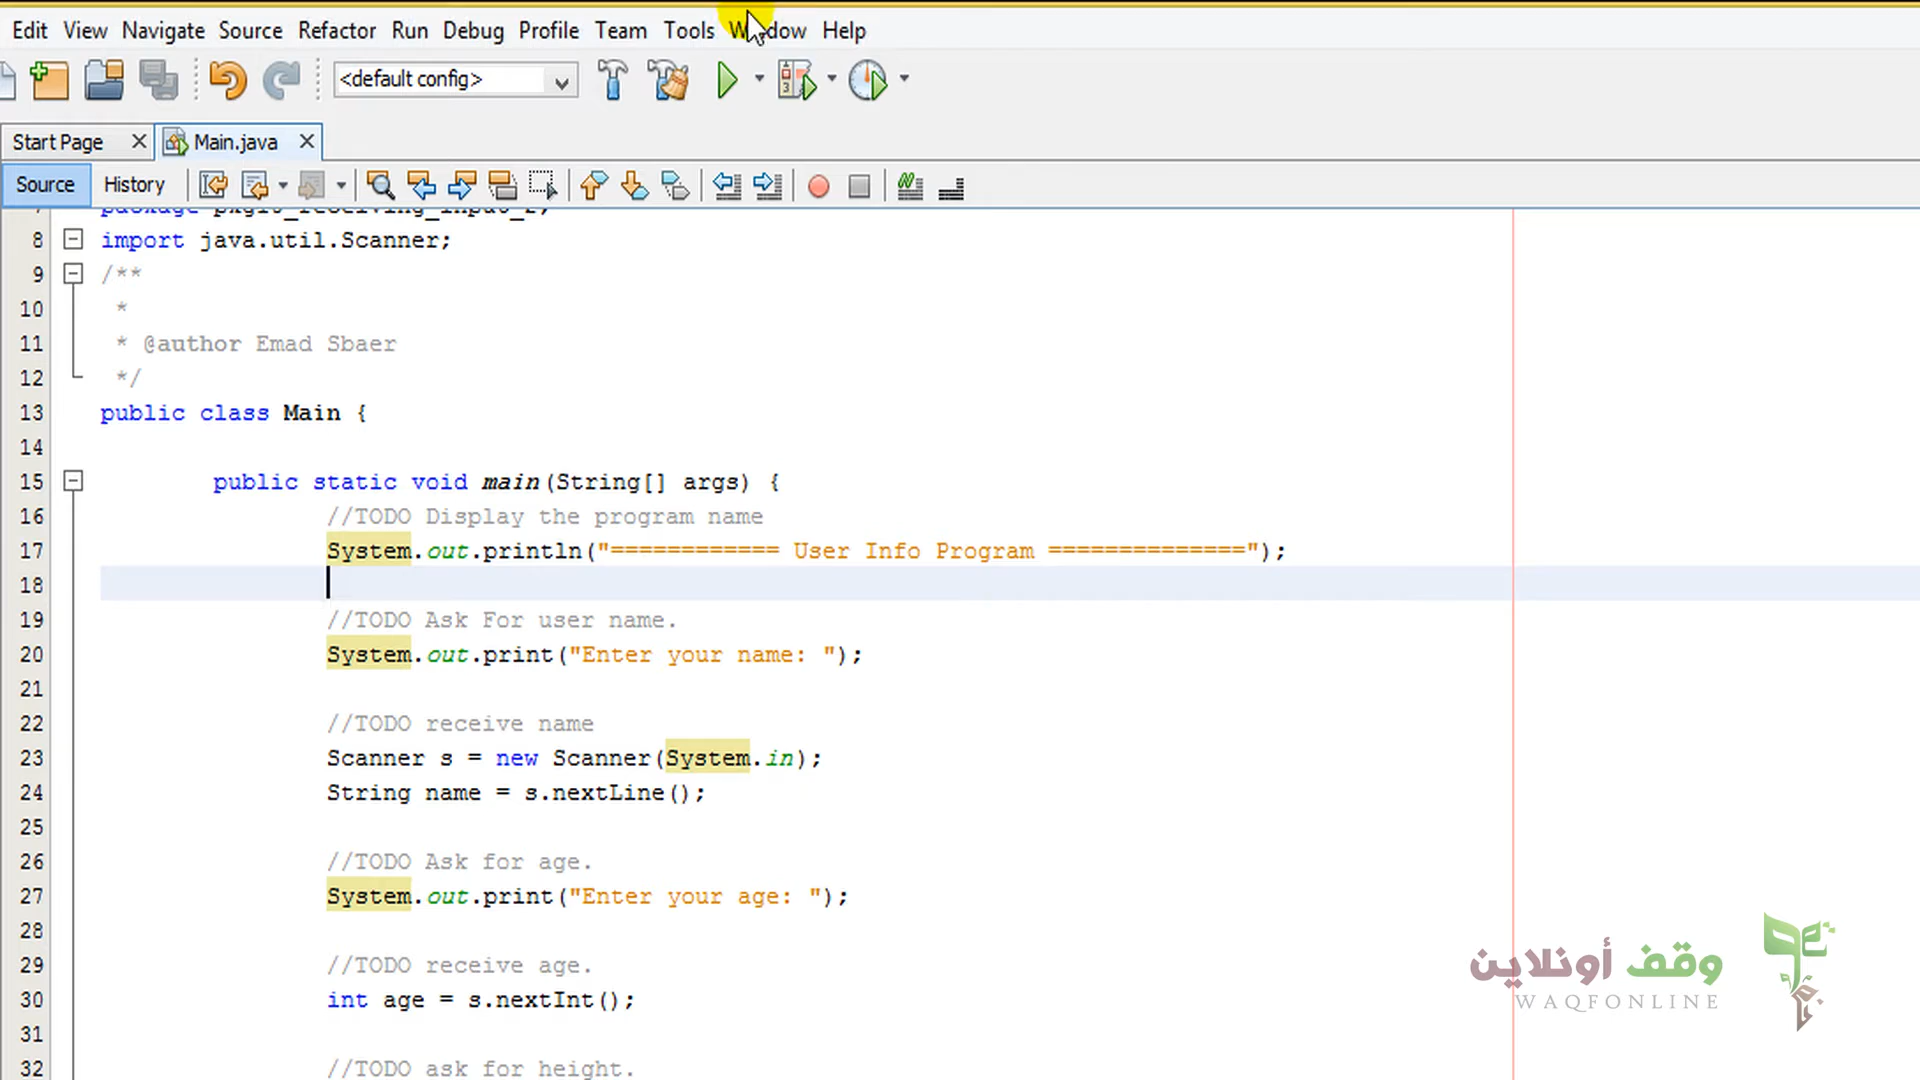 Edit View Navigate Source Refactor Run Debug Profile Team Tools Window Help
<default config>
Start Page Main.java
Source History
8 import java.util.Scanner;
9 /**
10 *
11 * @author Emad Sbaer
12 */
13 public class Main {
14
15 public static void main(String[] args) {
16 //TODO Display the program name
17 System.out.println("============ User Info Program ==============");
18
19 //TODO Ask For user name.
20 System.out.print("Enter your name: ");
21
22 //TODO receive name
23 Scanner s = new Scanner(System.in);
24 String name = s.nextLine();
25
26 //TODO Ask for age.
27 System.out.print("Enter your age: ");
28
29 //TODO receive age.
30 int age = s.nextInt();
31
32 //TODO ask for height.
وقف أونلاين
WAQFONLINE